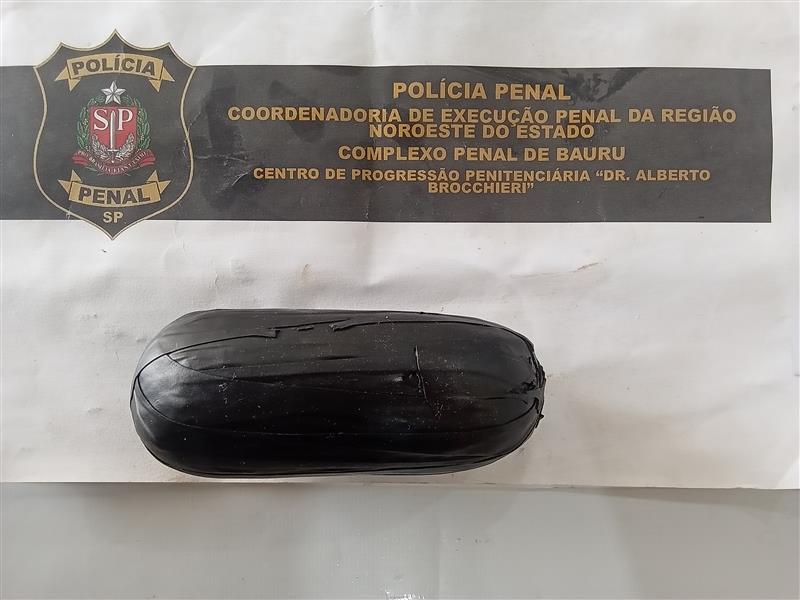 POLÍCIA
SP
PENAL
SP
POLÍCIA PENAL
COORDENADORIA DE EXECUÇÃO PENAL DA REGIÃO
NOROESTE DO ESTADO
COMPLEXO PENAL DE BAURU
CENTRO DE PROGRESSÃO PENITENCIÁRIA “DR. ALBERTO
BROCCHIERI”